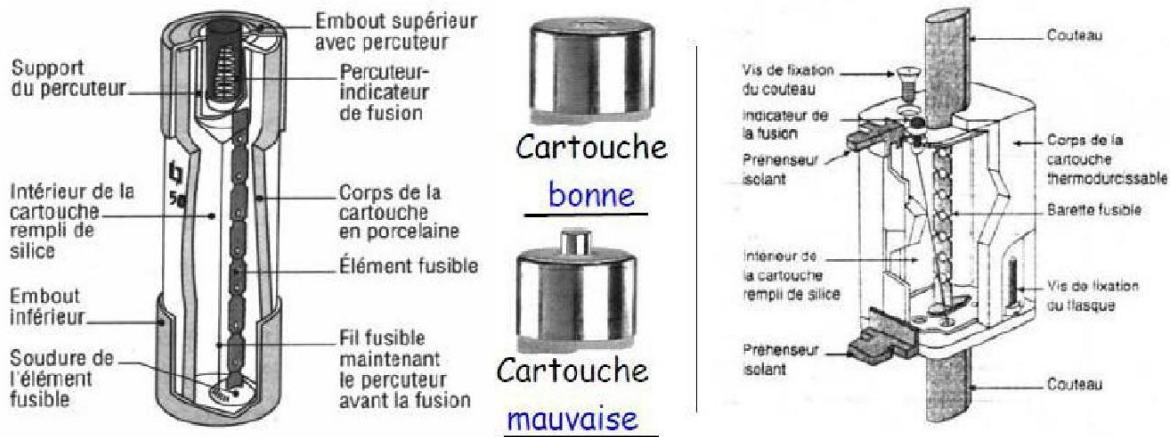 Embout supérieur
avec percuteur
Support
du percuteur
Percuteur-
indicateur
de fusion
Intérieur de la
cartouche
rempli de
silice
Corps de la
cartouche
en porcelaine
Élément fusible
Embout
inférieur
Soudure de
l'élément
fusible
Fil fusible
maintenant
le percuteur
avant la fusion
50
Cartouche
bonne
Cartouche
mauvaise
Couteau
Vis de fixation
du couteau
Indicateur de
la fusion
Préhenseur
isolant
Corps de la
cartouche
thermodurcissable
Barette fusible
Intérieur de
la cartouche
rempli de silice
Vis de fixation
du flasque
Préhenseur
isolant
Couteau